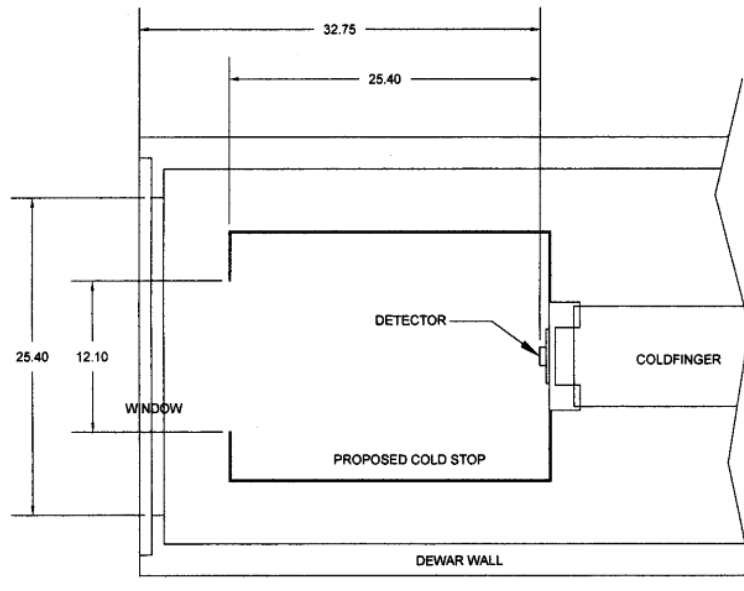 32.75
25.40
DETECTOR
25.40
12.10
COLDFINGER
WINDOW
PROPOSED COLD STOP
DEWAR WALL